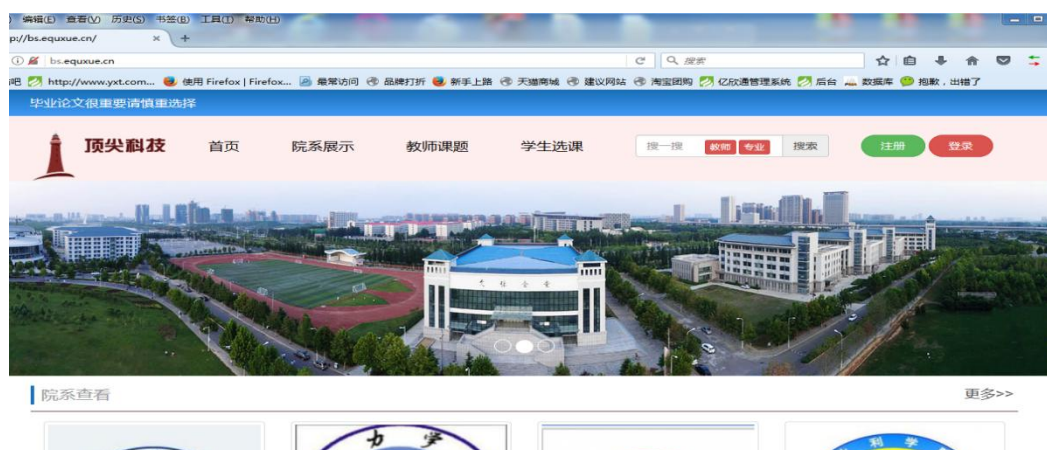 编辑(E) 查看(V) 历史(S) 书签(B) 工具(T) 帮助(H)
p://bs.equxue.cn/ × +
bs.equxue.cn 搜索
吧 http://www.yxt.com... 使用 Firefox | Firefox... 最常访问 品牌打折 新手上路 天猫商城 建议网站 淘宝团购 亿欣通管理系统 后台 数据库 抱歉，出错了
毕业论文很重要请慎重选择
顶尖科技 首页 院系展示 教师课题 学生选课 搜一搜 教师 专业 搜索 注册 登录
院系查看 更多>>
力 学 利 学